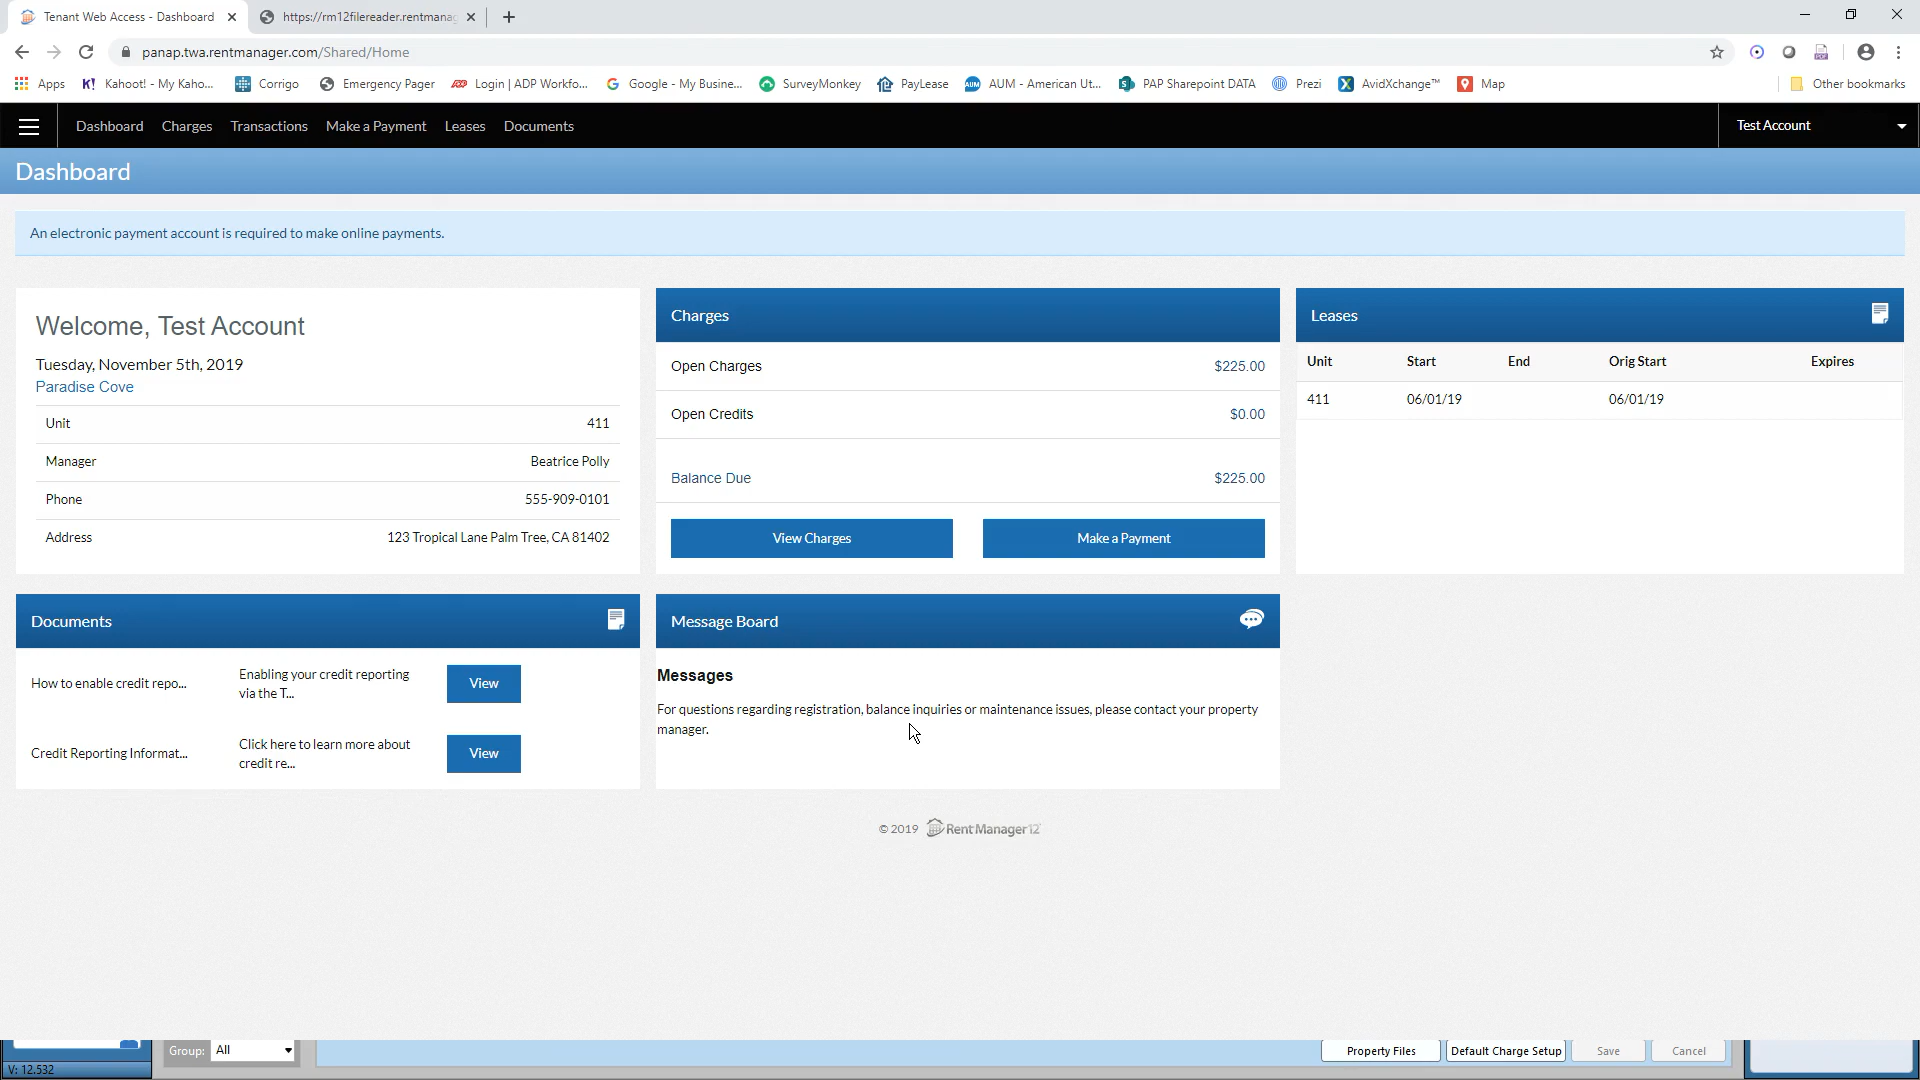 Tenant Web Access - Dashboard
https://rm12filereader.rentmanag
panap.twa.rentmanager.com/Shared/Home
Apps
Kahoot! - My Kaho...
Corrigo
Emergency Pager
Login | ADP Workfo...
Google - My Busine...
SurveyMonkey
PayLease
AUM - American Ut...
PAP Sharepoint DATA
Prezi
AvidXchange™
Map
Other bookmarks
Dashboard
Charges
Transactions
Make a Payment
Leases
Documents
Test Account
Dashboard
An electronic payment account is required to make online payments.
Welcome, Test Account
Tuesday, November 5th, 2019
Paradise Cove
Unit 411
Manager Beatrice Polly
Phone 555-909-0101
Address 123 Tropical Lane Palm Tree, CA 81402
Charges
Open Charges $225.00
Open Credits $0.00
Balance Due $225.00
View Charges
Make a Payment
Leases
Unit Start End Orig Start Expires
411 06/01/19 06/01/19
Documents
How to enable credit repo...
Enabling your credit reporting
via the T...
View
Credit Reporting Informat...
Click here to learn more about
credit re...
View
Message Board
Messages
For questions regarding registration, balance inquiries or maintenance issues, please contact your property
manager.
© 2019 Rent Manager 12
Group: All
Property Files
Default Charge Setup
Save
Cancel
V: 12.532